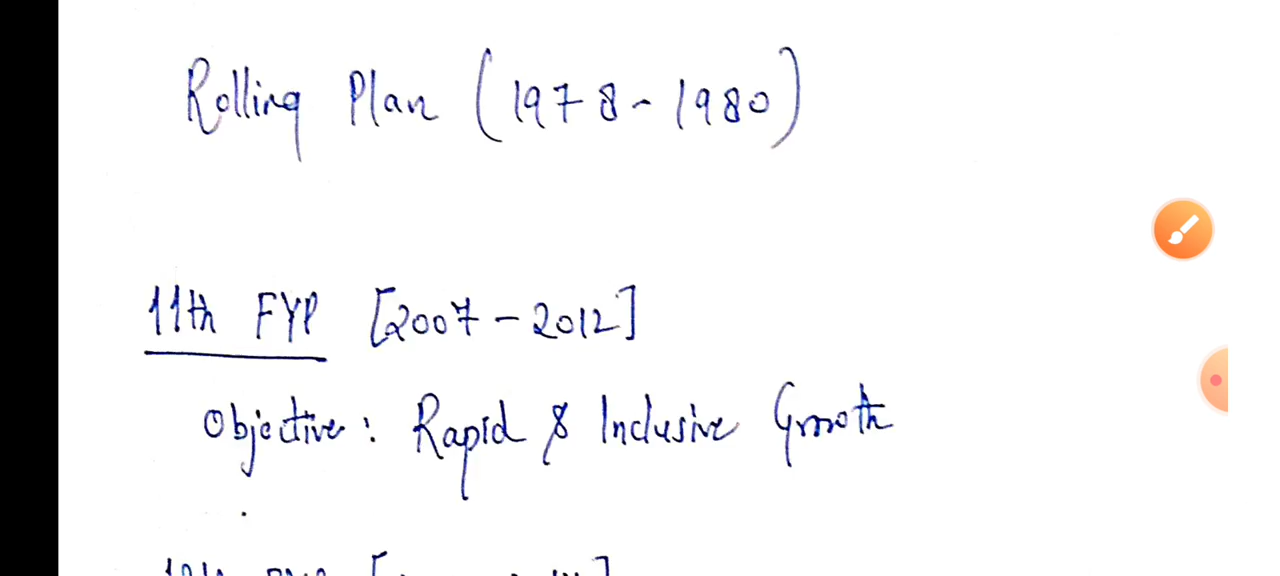 Rolling Plan (1978-1980)
11th FYP [2007-2012]
Objective: Rapid & Inclusive Growth